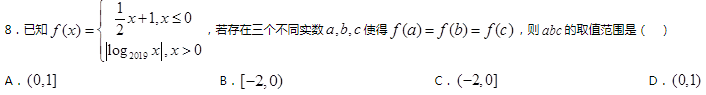 8．已知 f(x) = { 1/2 x+1, x ≤ 0 ; |log₂₀₁₉ x|, x > 0 ，若存在三个不同实数 a, b, c 使得 f(a) = f(b) = f(c)，则 abc 的取值范围是（　）
A．(0,1]　B．[−2,0)　C．(−2,0]　D．(0,1)